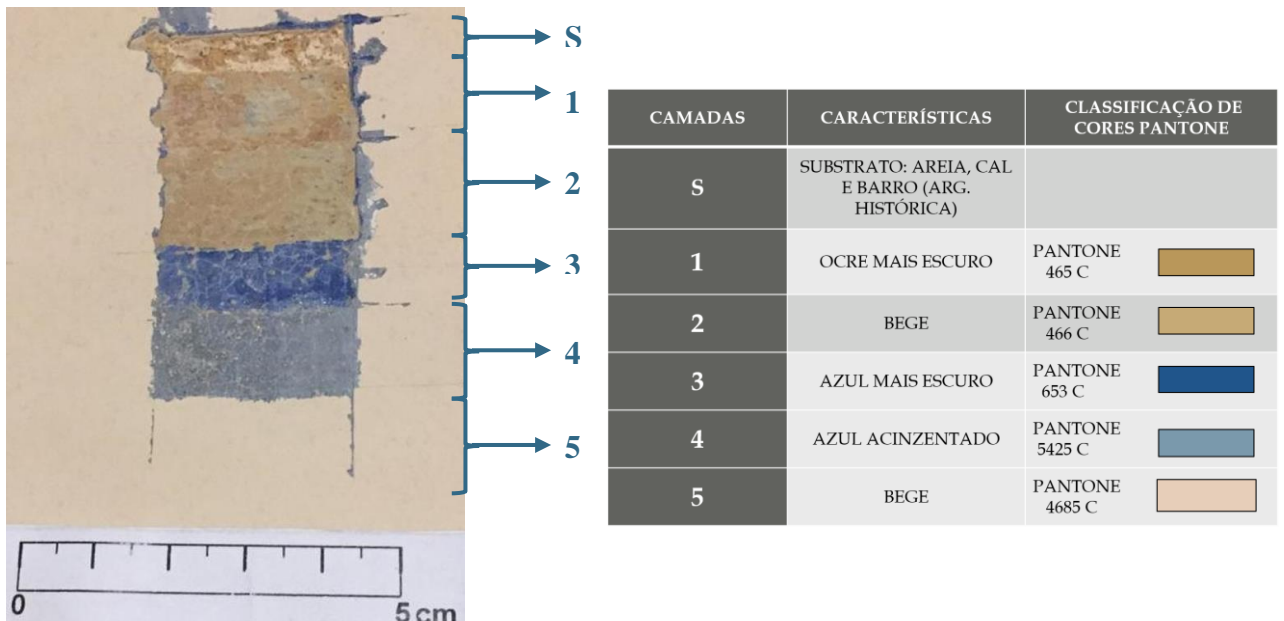 S
1
2
3
4
5
0
5 cm
CAMADAS
CARACTERÍSTICAS
CLASSIFICAÇÃO DE
CORES PANTONE
S
SUBSTRATO: AREIA, CAL
E BARRO (ARG.
HISTÓRICA)
1
OCRE MAIS ESCURO
PANTONE
465 C
2
BEGE
PANTONE
466 C
3
AZUL MAIS ESCURO
PANTONE
653 C
4
AZUL ACINZENTADO
PANTONE
5425 C
5
BEGE
PANTONE
4685 C